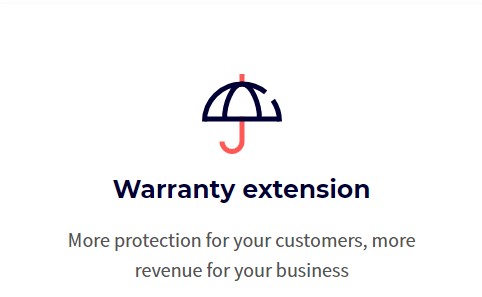 Warranty extension
More protection for your customers, more
revenue for your business